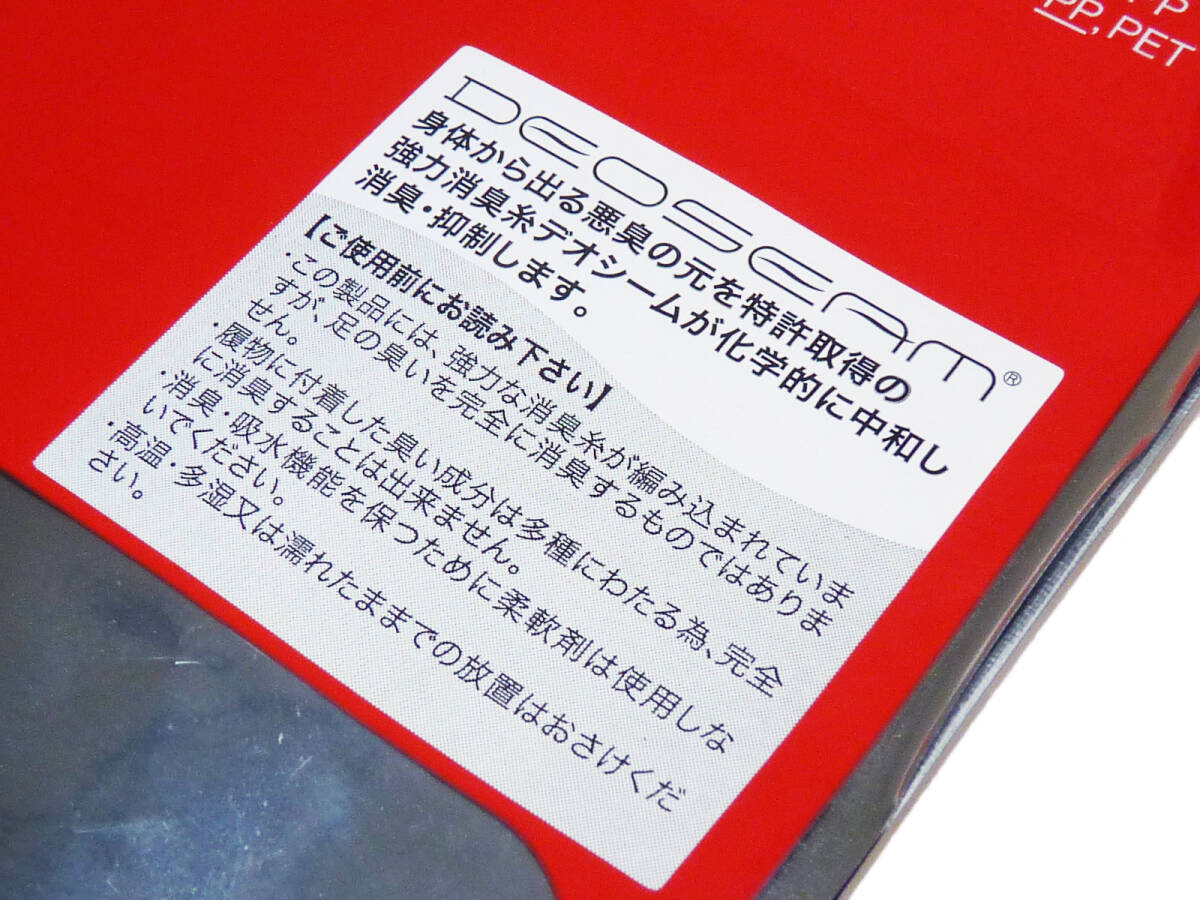 PP, PET
DEOSEAM®
身体から出る悪臭の元を特許取得の
強力消臭糸デオシームが化学的に中和し
消臭・抑制します。
【ご使用前にお読み下さい】
・この製品には、強力な消臭糸が編み込まれていま
すが、足の臭いを完全に消臭するものではありま
せん。
・履物に付着した臭い成分は多種にわたる為、完全
に消臭することは出来ません。
・消臭・吸水機能を保つために柔軟剤は使用しな
いでください。
・高温・多湿又は濡れたままでの放置はおさけくだ
さい。